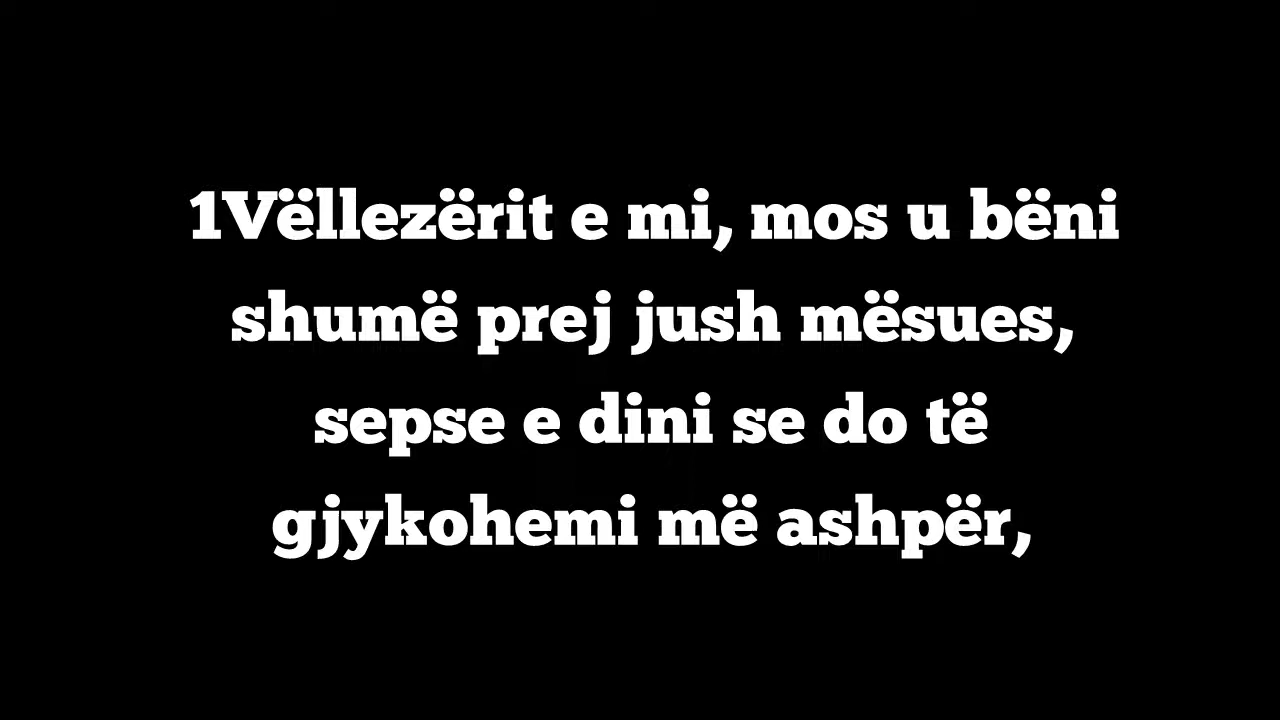 1Vëllezërit e mi, mos u bëni
shumë prej jush mësues,
sepse e dini se do të
gjykohemi më ashpër,